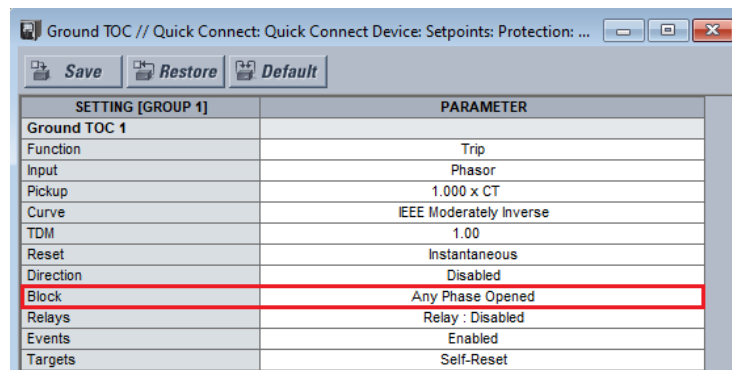 Ground TOC // Quick Connect: Quick Connect Device: Setpoints: Protection: ...
Save Restore Default
SETTING [GROUP 1] PARAMETER
Ground TOC 1
Function Trip
Input Phasor
Pickup 1.000 x CT
Curve IEEE Moderately Inverse
TDM 1.00
Reset Instantaneous
Direction Disabled
Block Any Phase Opened
Relays Relay : Disabled
Events Enabled
Targets Self-Reset